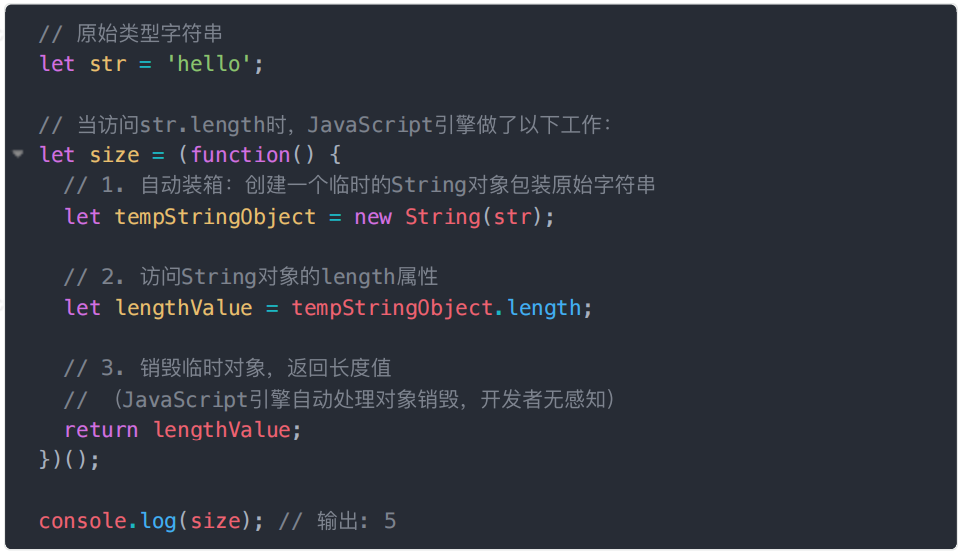 // 原始类型字符串
let str = 'hello';
// 当访问str.length时，JavaScript引擎做了以下工作：
let size = (function() {
// 1. 自动装箱：创建一个临时的String对象包装原始字符串
let tempStringObject = new String(str);
// 2. 访问String对象的length属性
let lengthValue = tempStringObject.length;
// 3. 销毁临时对象，返回长度值
// （JavaScript引擎自动处理对象销毁，开发者无感知）
return lengthValue;
})();
console.log(size); // 输出: 5